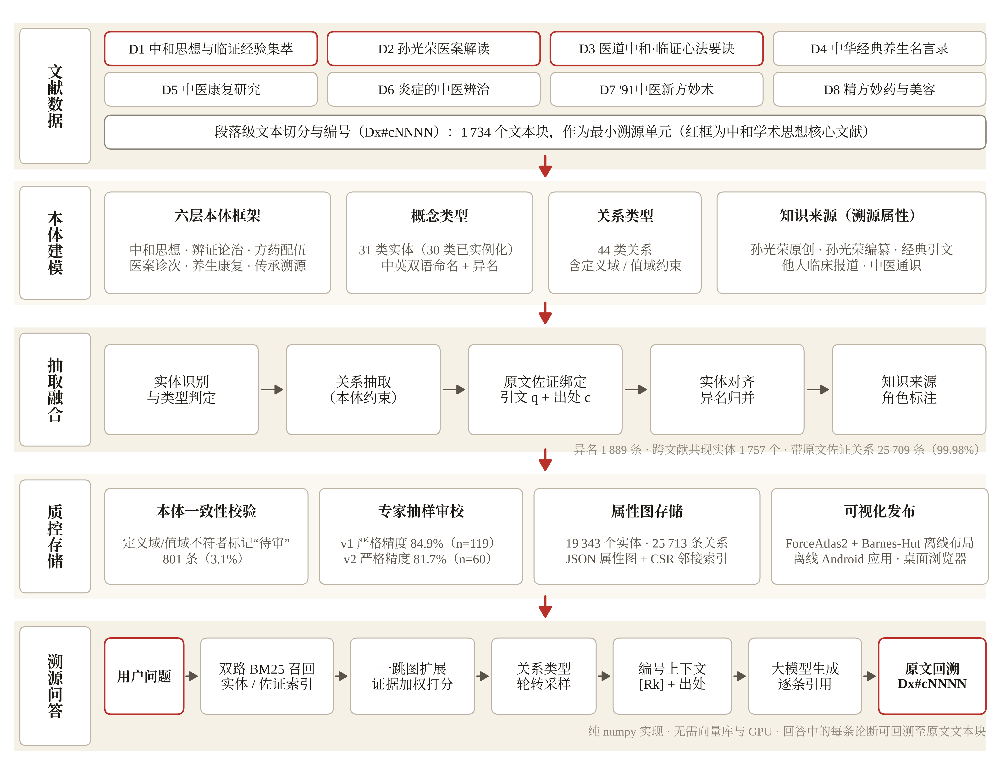 文献数据
D1 中和思想与临证经验集萃
D2 孙光荣医案解读
D3 医道中和·临证心法要诀
D4 中华经典养生名言录
D5 中医康复研究
D6 炎症的中医辨治
D7 '91中医新方妙术
D8 精方妙药与美容
段落级文本切分与编号（Dx#cNNNN）：1 734 个文本块，作为最小溯源单元（红框为中和学术思想核心文献）
本体建模
六层本体框架
中和思想 · 辨证论治 · 方药配伍
医案诊次 · 养生康复 · 传承溯源
概念类型
31 类实体（30 类已实例化）
中英双语命名 + 异名
关系类型
44 类关系
含定义域 / 值域约束
知识来源（溯源属性）
孙光荣原创 · 孙光荣编纂 · 经典引文
他人临床报道 · 中医通识
抽取融合
实体识别
与类型判定
关系抽取
（本体约束）
原文佐证绑定
引文 q + 出处 c
实体对齐
异名归并
知识来源
角色标注
异名 1 889 条 · 跨文献共现实体 1 757 个 · 带原文佐证关系 25 709 条（99.98%）
质控存储
本体一致性校验
定义域/值域不符者标记“待审”
801 条（3.1%）
专家抽样审校
v1 严格精度 84.9%（n=119）
v2 严格精度 81.7%（n=60）
属性图存储
19 343 个实体 · 25 713 条关系
JSON 属性图 + CSR 邻接索引
可视化发布
ForceAtlas2 + Barnes-Hut 离线布局
离线 Android 应用 · 桌面浏览器
溯源问答
用户问题
双路 BM25 召回
实体 / 佐证索引
一跳图扩展
证据加权打分
关系类型
轮转采样
编号上下文
[Rk] + 出处
大模型生成
逐条引用
原文回溯
Dx#cNNNN
纯 numpy 实现 · 无需向量库与 GPU · 回答中的每条论断可回溯至原文文本块